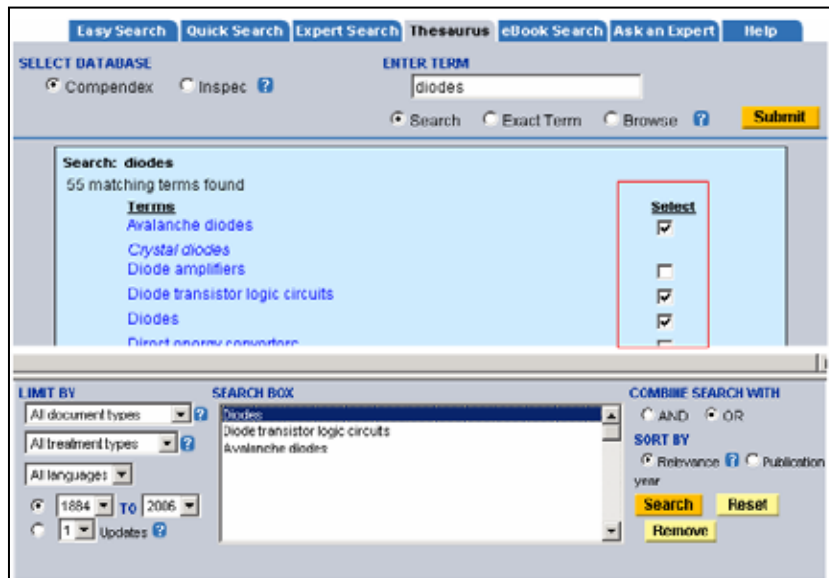 Easy Search Quick Search Expert Search Thesaurus eBook Search Ask an Expert Help
SELECT DATABASE ENTER TERM
Compendex Inspec ? diodes
Search Exact Term Browse ? Submit
Search: diodes
55 matching terms found
Terms Select
Avalanche diodes
Crystal diodes
Diode amplifiers
Diode transistor logic circuits
Diodes
Direct energy converters
LIMIT BY SEARCH BOX COMBINE SEARCH WITH
All document types ? Diodes AND OR
Diode transistor logic circuits
All treatment types ? Avalanche diodes SORT BY
Relevance ? Publication
All languages year
1884 TO 2006 Search Reset
1 Updates ? Remove